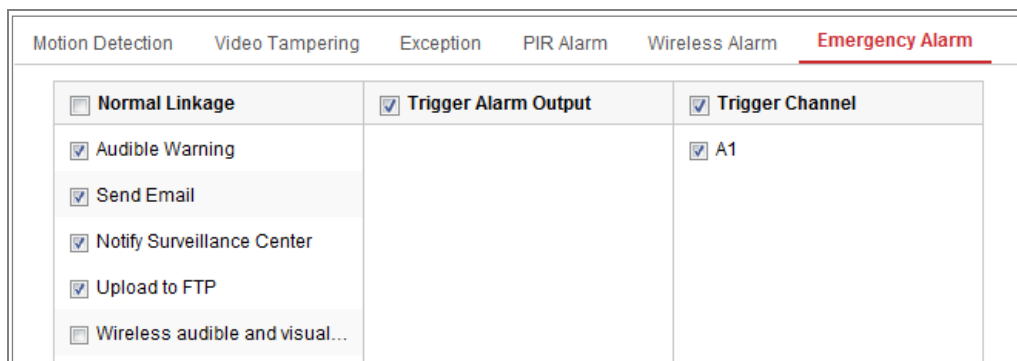 Motion Detection Video Tampering Exception PIR Alarm Wireless Alarm Emergency Alarm
Normal Linkage Trigger Alarm Output Trigger Channel
Audible Warning A1
Send Email
Notify Surveillance Center
Upload to FTP
Wireless audible and visual...